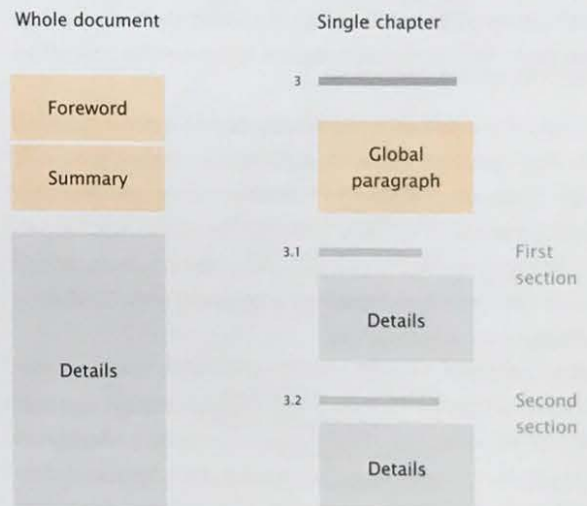 Whole document
Foreword
Summary
Details
Single chapter
3
Global
paragraph
3.1
First
section
Details
3.2
Second
section
Details